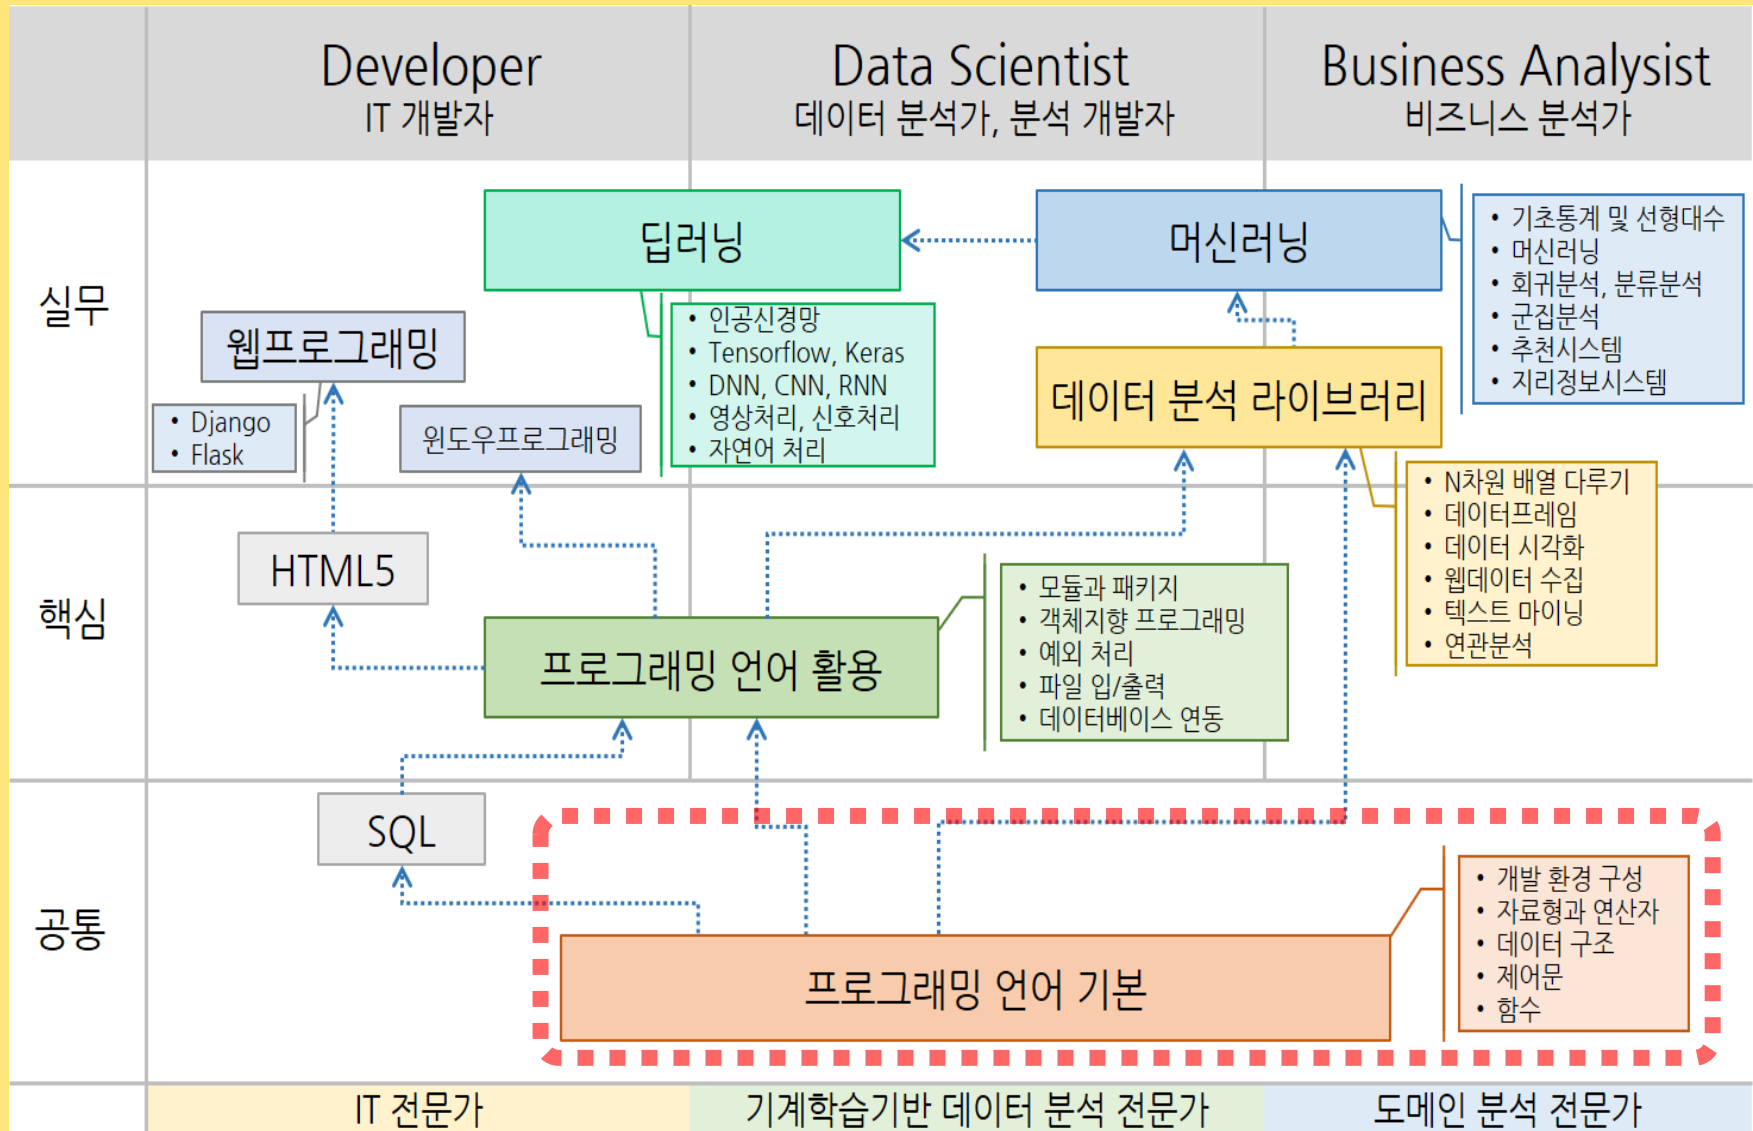 Developer
IT 개발자
Data Scientist
데이터 분석가, 분석 개발자
Business Analysist
비즈니스 분석가
실무
딥러닝
머신러닝
• 기초통계 및 선형대수
• 머신러닝
• 회귀분석, 분류분석
• 군집분석
• 추천시스템
• 지리정보시스템
웹프로그래밍
• Django
• Flask
윈도우프로그래밍
• 인공신경망
• Tensorflow, Keras
• DNN, CNN, RNN
• 영상처리, 신호처리
• 자연어 처리
데이터 분석 라이브러리
• N차원 배열 다루기
• 데이터프레임
• 데이터 시각화
• 웹데이터 수집
• 텍스트 마이닝
• 연관분석
핵심
HTML5
프로그래밍 언어 활용
• 모듈과 패키지
• 객체지향 프로그래밍
• 예외 처리
• 파일 입/출력
• 데이터베이스 연동
공통
SQL
프로그래밍 언어 기본
• 개발 환경 구성
• 자료형과 연산자
• 데이터 구조
• 제어문
• 함수
IT 전문가
기계학습기반 데이터 분석 전문가
도메인 분석 전문가